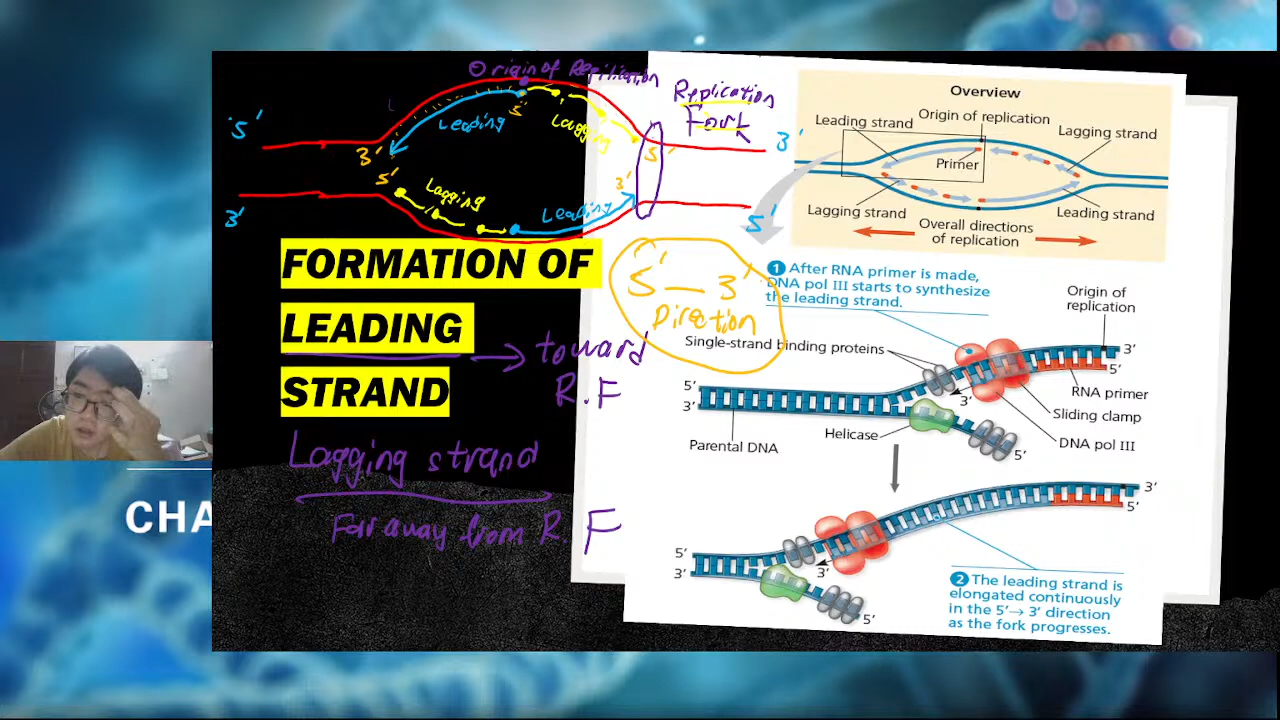 Origin of Replication
Replication
Fork
5'
3'
Leading
5'
Lagging
3'
5'
5'
3'
Lagging
Leading
3'
5'
3'
FORMATION OF
LEADING
STRAND
→ toward
R.F
Lagging strand
Far away from R.F
5' — 3'
Direction
CHA
Overview
Leading strand
Origin of replication
Lagging strand
Primer
Lagging strand
Leading strand
Overall directions
of replication
1 After RNA primer is made,
DNA pol III starts to synthesize
the leading strand.
Origin of
replication
Single-strand binding proteins
3'
5'
5'
3'
3'
RNA primer
Sliding clamp
Helicase
DNA pol III
Parental DNA
5'
3'
5'
5'
3'
3'
5'
2 The leading strand is
elongated continuously
in the 5'→ 3' direction
as the fork progresses.